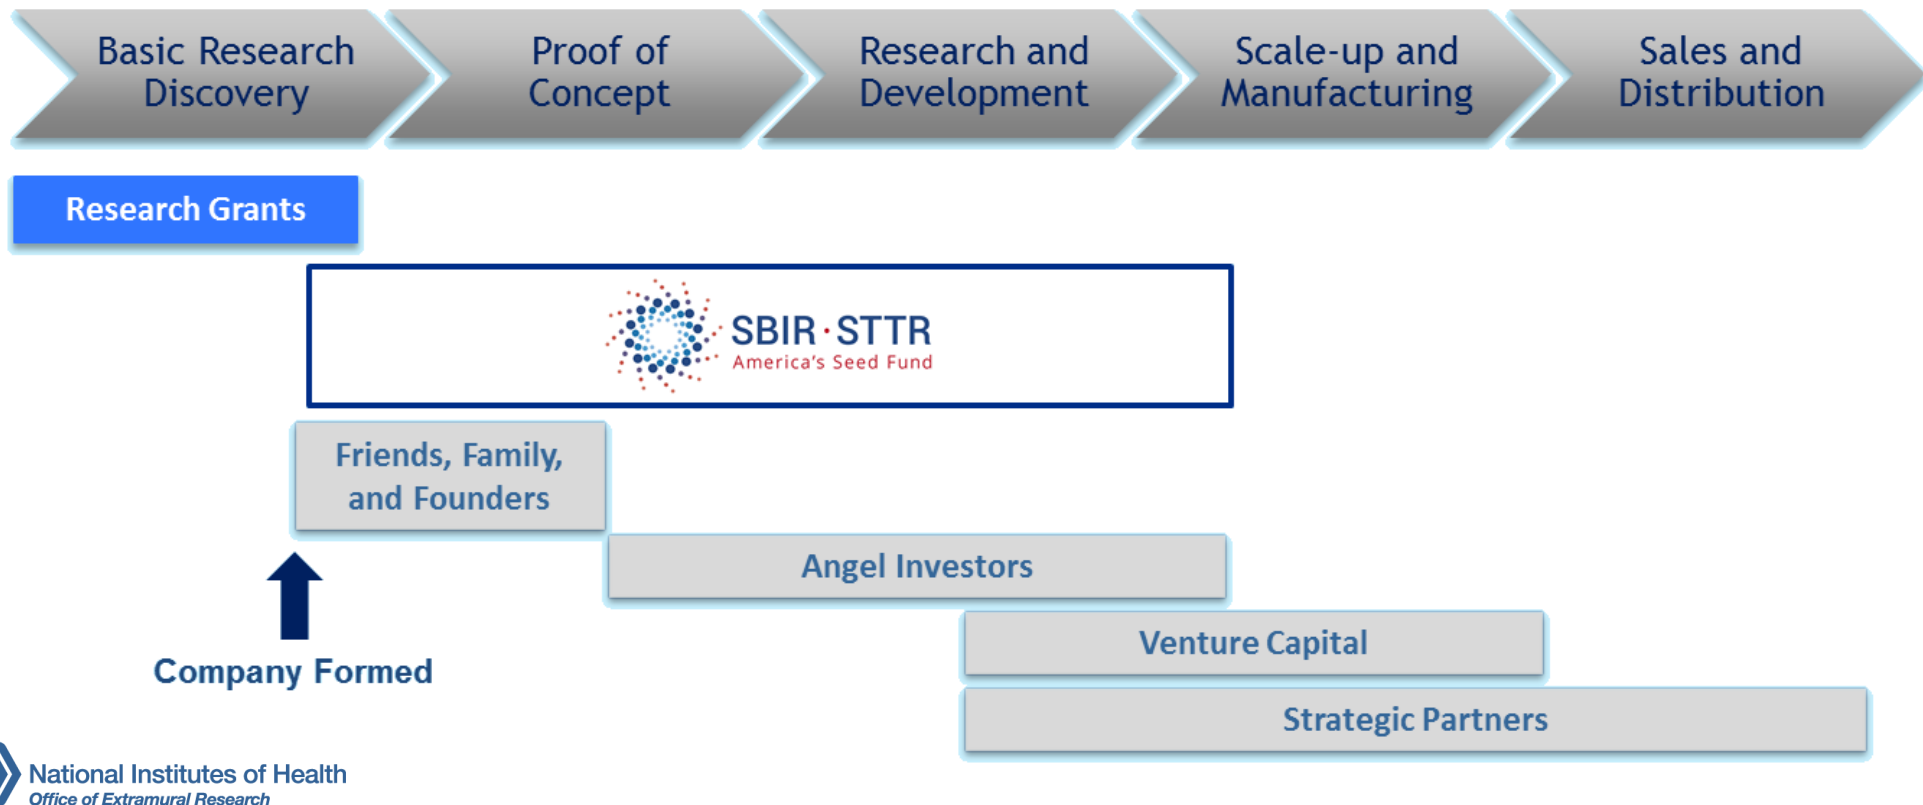 Basic Research
Discovery
Proof of
Concept
Research and
Development
Scale-up and
Manufacturing
Sales and
Distribution
Research Grants
SBIR·STTR
America's Seed Fund
Friends, Family,
and Founders
Angel Investors
Venture Capital
Strategic Partners
Company Formed
National Institutes of Health
Office of Extramural Research